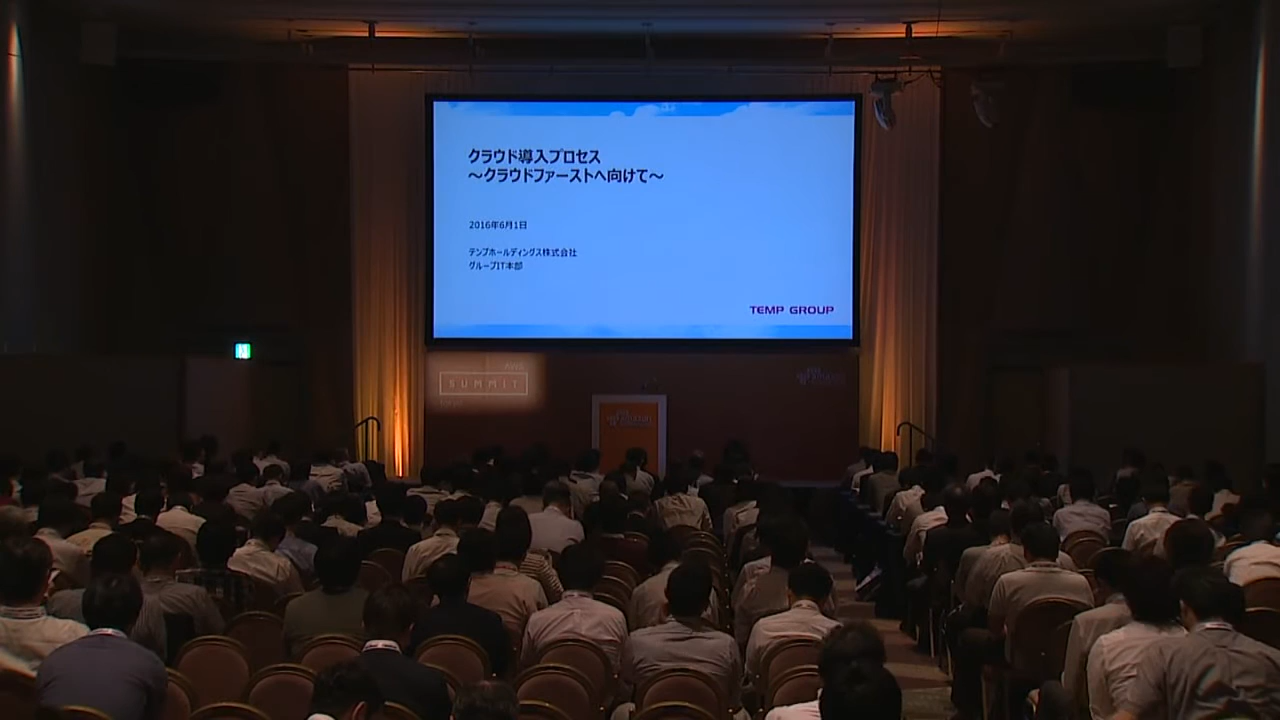 クラウド導入プロセス
～クラウドファーストへ向けて～
2016年6月1日
テンプホールディングス株式会社
グループIT本部
TEMP GROUP
SUMMIT